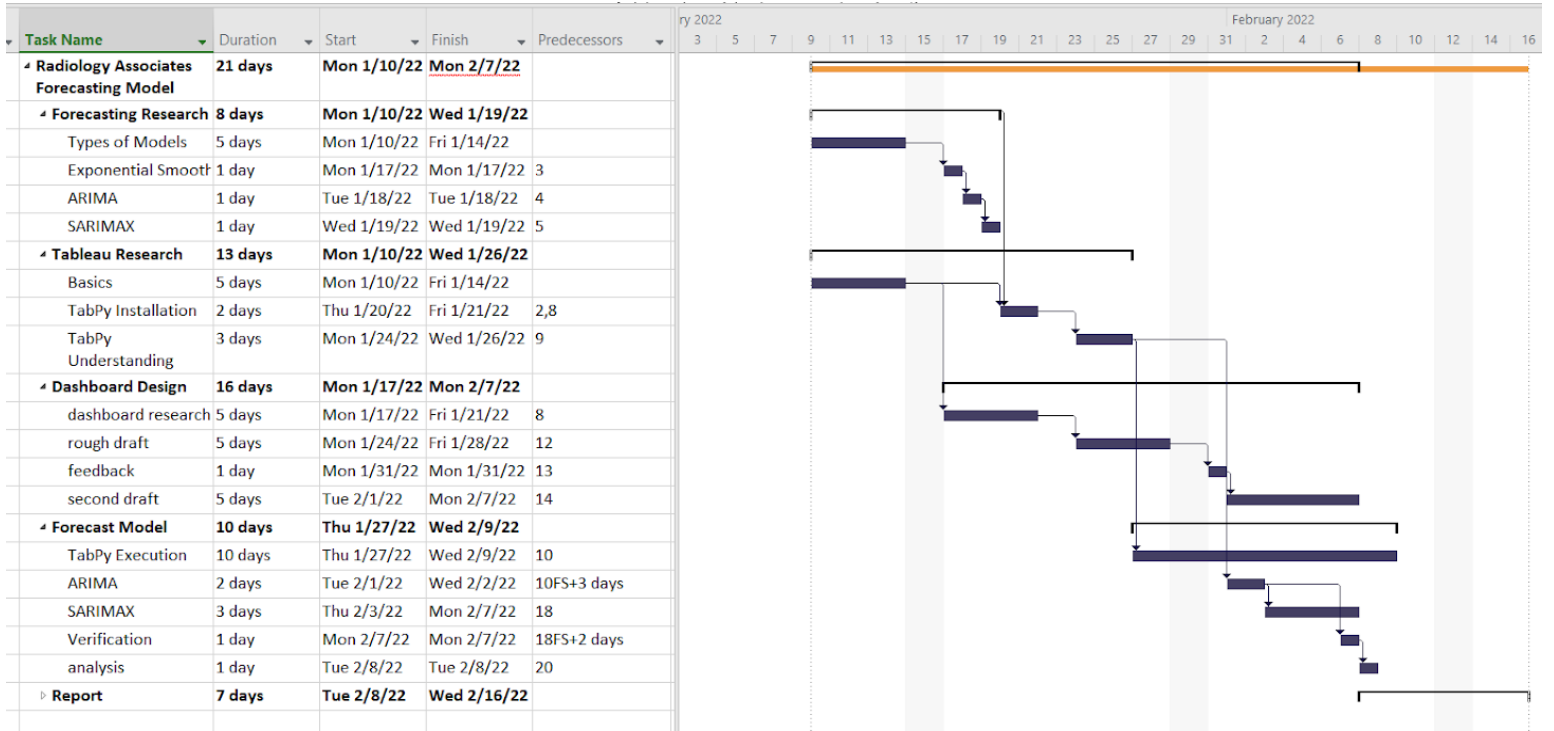 ry 2022 February 2022
Task Name Duration Start Finish Predecessors 3 5 7 9 11 13 15 17 19 21 23 25 27 29 31 2 4 6 8 10 12 14 16
Radiology Associates 21 days Mon 1/10/22 Mon 2/7/22
Forecasting Model
Forecasting Research 8 days Mon 1/10/22 Wed 1/19/22
Types of Models 5 days Mon 1/10/22 Fri 1/14/22
Exponential Smooth 1 day Mon 1/17/22 Mon 1/17/22 3
ARIMA 1 day Tue 1/18/22 Tue 1/18/22 4
SARIMAX 1 day Wed 1/19/22 Wed 1/19/22 5
Tableau Research 13 days Mon 1/10/22 Wed 1/26/22
Basics 5 days Mon 1/10/22 Fri 1/14/22
TabPy Installation 2 days Thu 1/20/22 Fri 1/21/22 2,8
TabPy 3 days Mon 1/24/22 Wed 1/26/22 9
Understanding
Dashboard Design 16 days Mon 1/17/22 Mon 2/7/22
dashboard research 5 days Mon 1/17/22 Fri 1/21/22 8
rough draft 5 days Mon 1/24/22 Fri 1/28/22 12
feedback 1 day Mon 1/31/22 Mon 1/31/22 13
second draft 5 days Tue 2/1/22 Mon 2/7/22 14
Forecast Model 10 days Thu 1/27/22 Wed 2/9/22
TabPy Execution 10 days Thu 1/27/22 Wed 2/9/22 10
ARIMA 2 days Tue 2/1/22 Wed 2/2/22 10FS+3 days
SARIMAX 3 days Thu 2/3/22 Mon 2/7/22 18
Verification 1 day Mon 2/7/22 Mon 2/7/22 18FS+2 days
analysis 1 day Tue 2/8/22 Tue 2/8/22 20
Report 7 days Tue 2/8/22 Wed 2/16/22